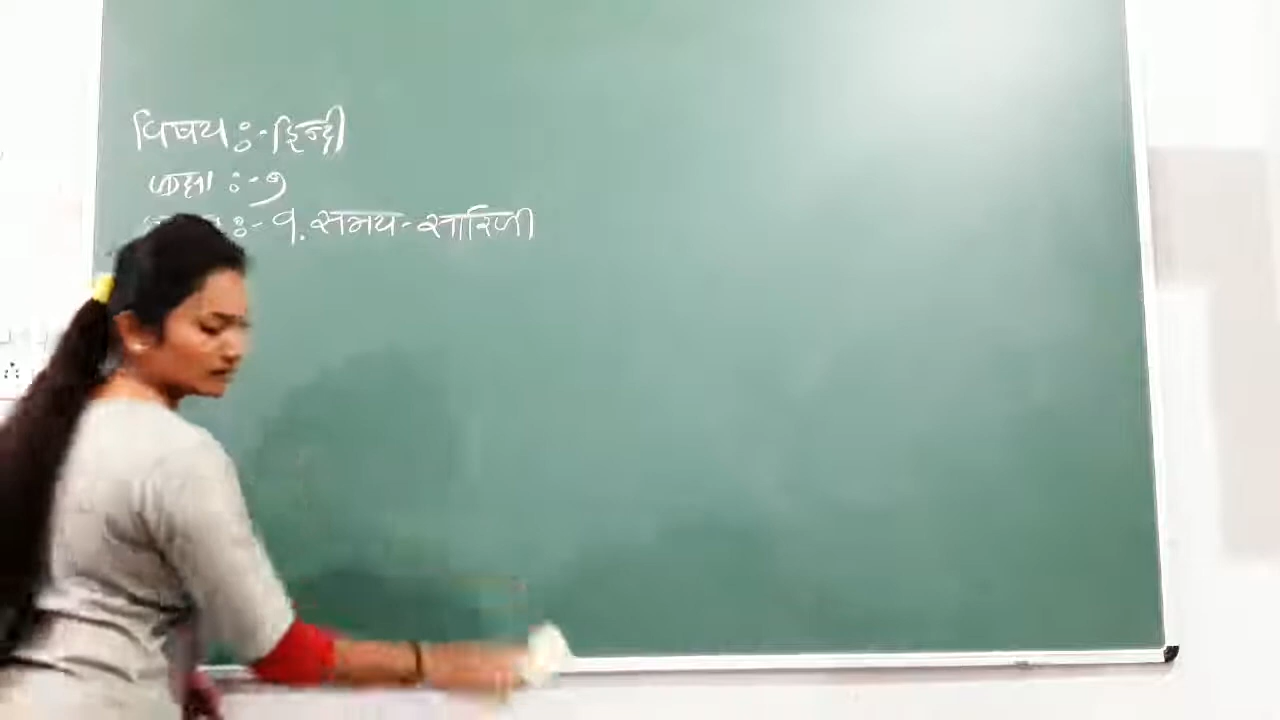 विषय :- हिन्दी
कक्षा :- ७
:- १. समय-सारिणी